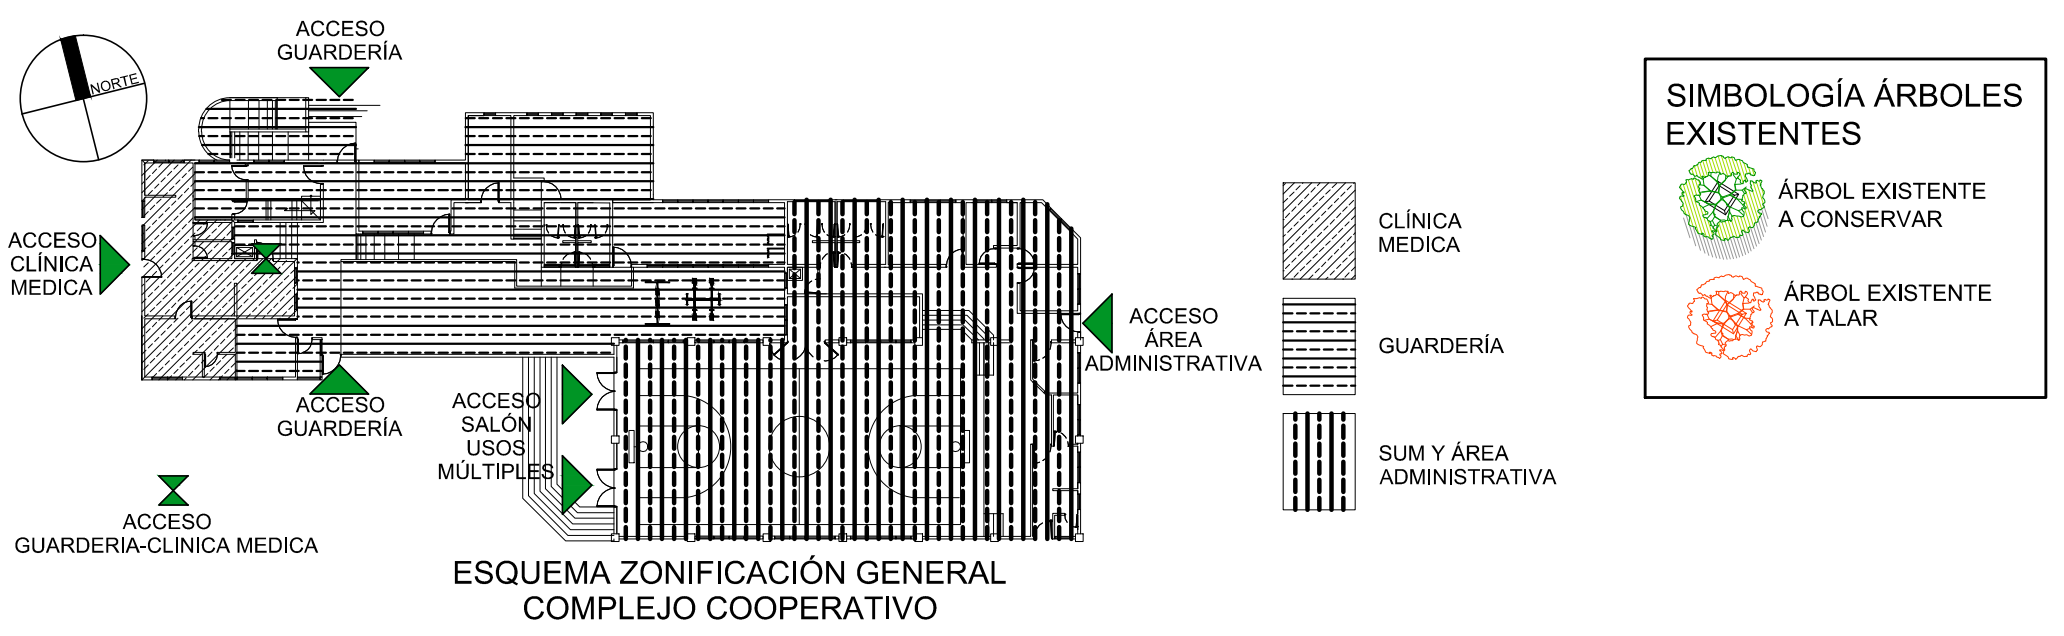 ACCESO
GUARDERÍA
NORTE
ACCESO
CLÍNICA
MEDICA
ACCESO
GUARDERÍA
ACCESO
SALÓN
USOS
MÚLTIPLES
ACCESO
ÁREA
ADMINISTRATIVA
ACCESO
GUARDERIA-CLINICA MEDICA
ESQUEMA ZONIFICACIÓN GENERAL
COMPLEJO COOPERATIVO
CLÍNICA
MEDICA
GUARDERÍA
SUM Y ÁREA
ADMINISTRATIVA
SIMBOLOGÍA ÁRBOLES
EXISTENTES
ÁRBOL EXISTENTE
A CONSERVAR
ÁRBOL EXISTENTE
A TALAR